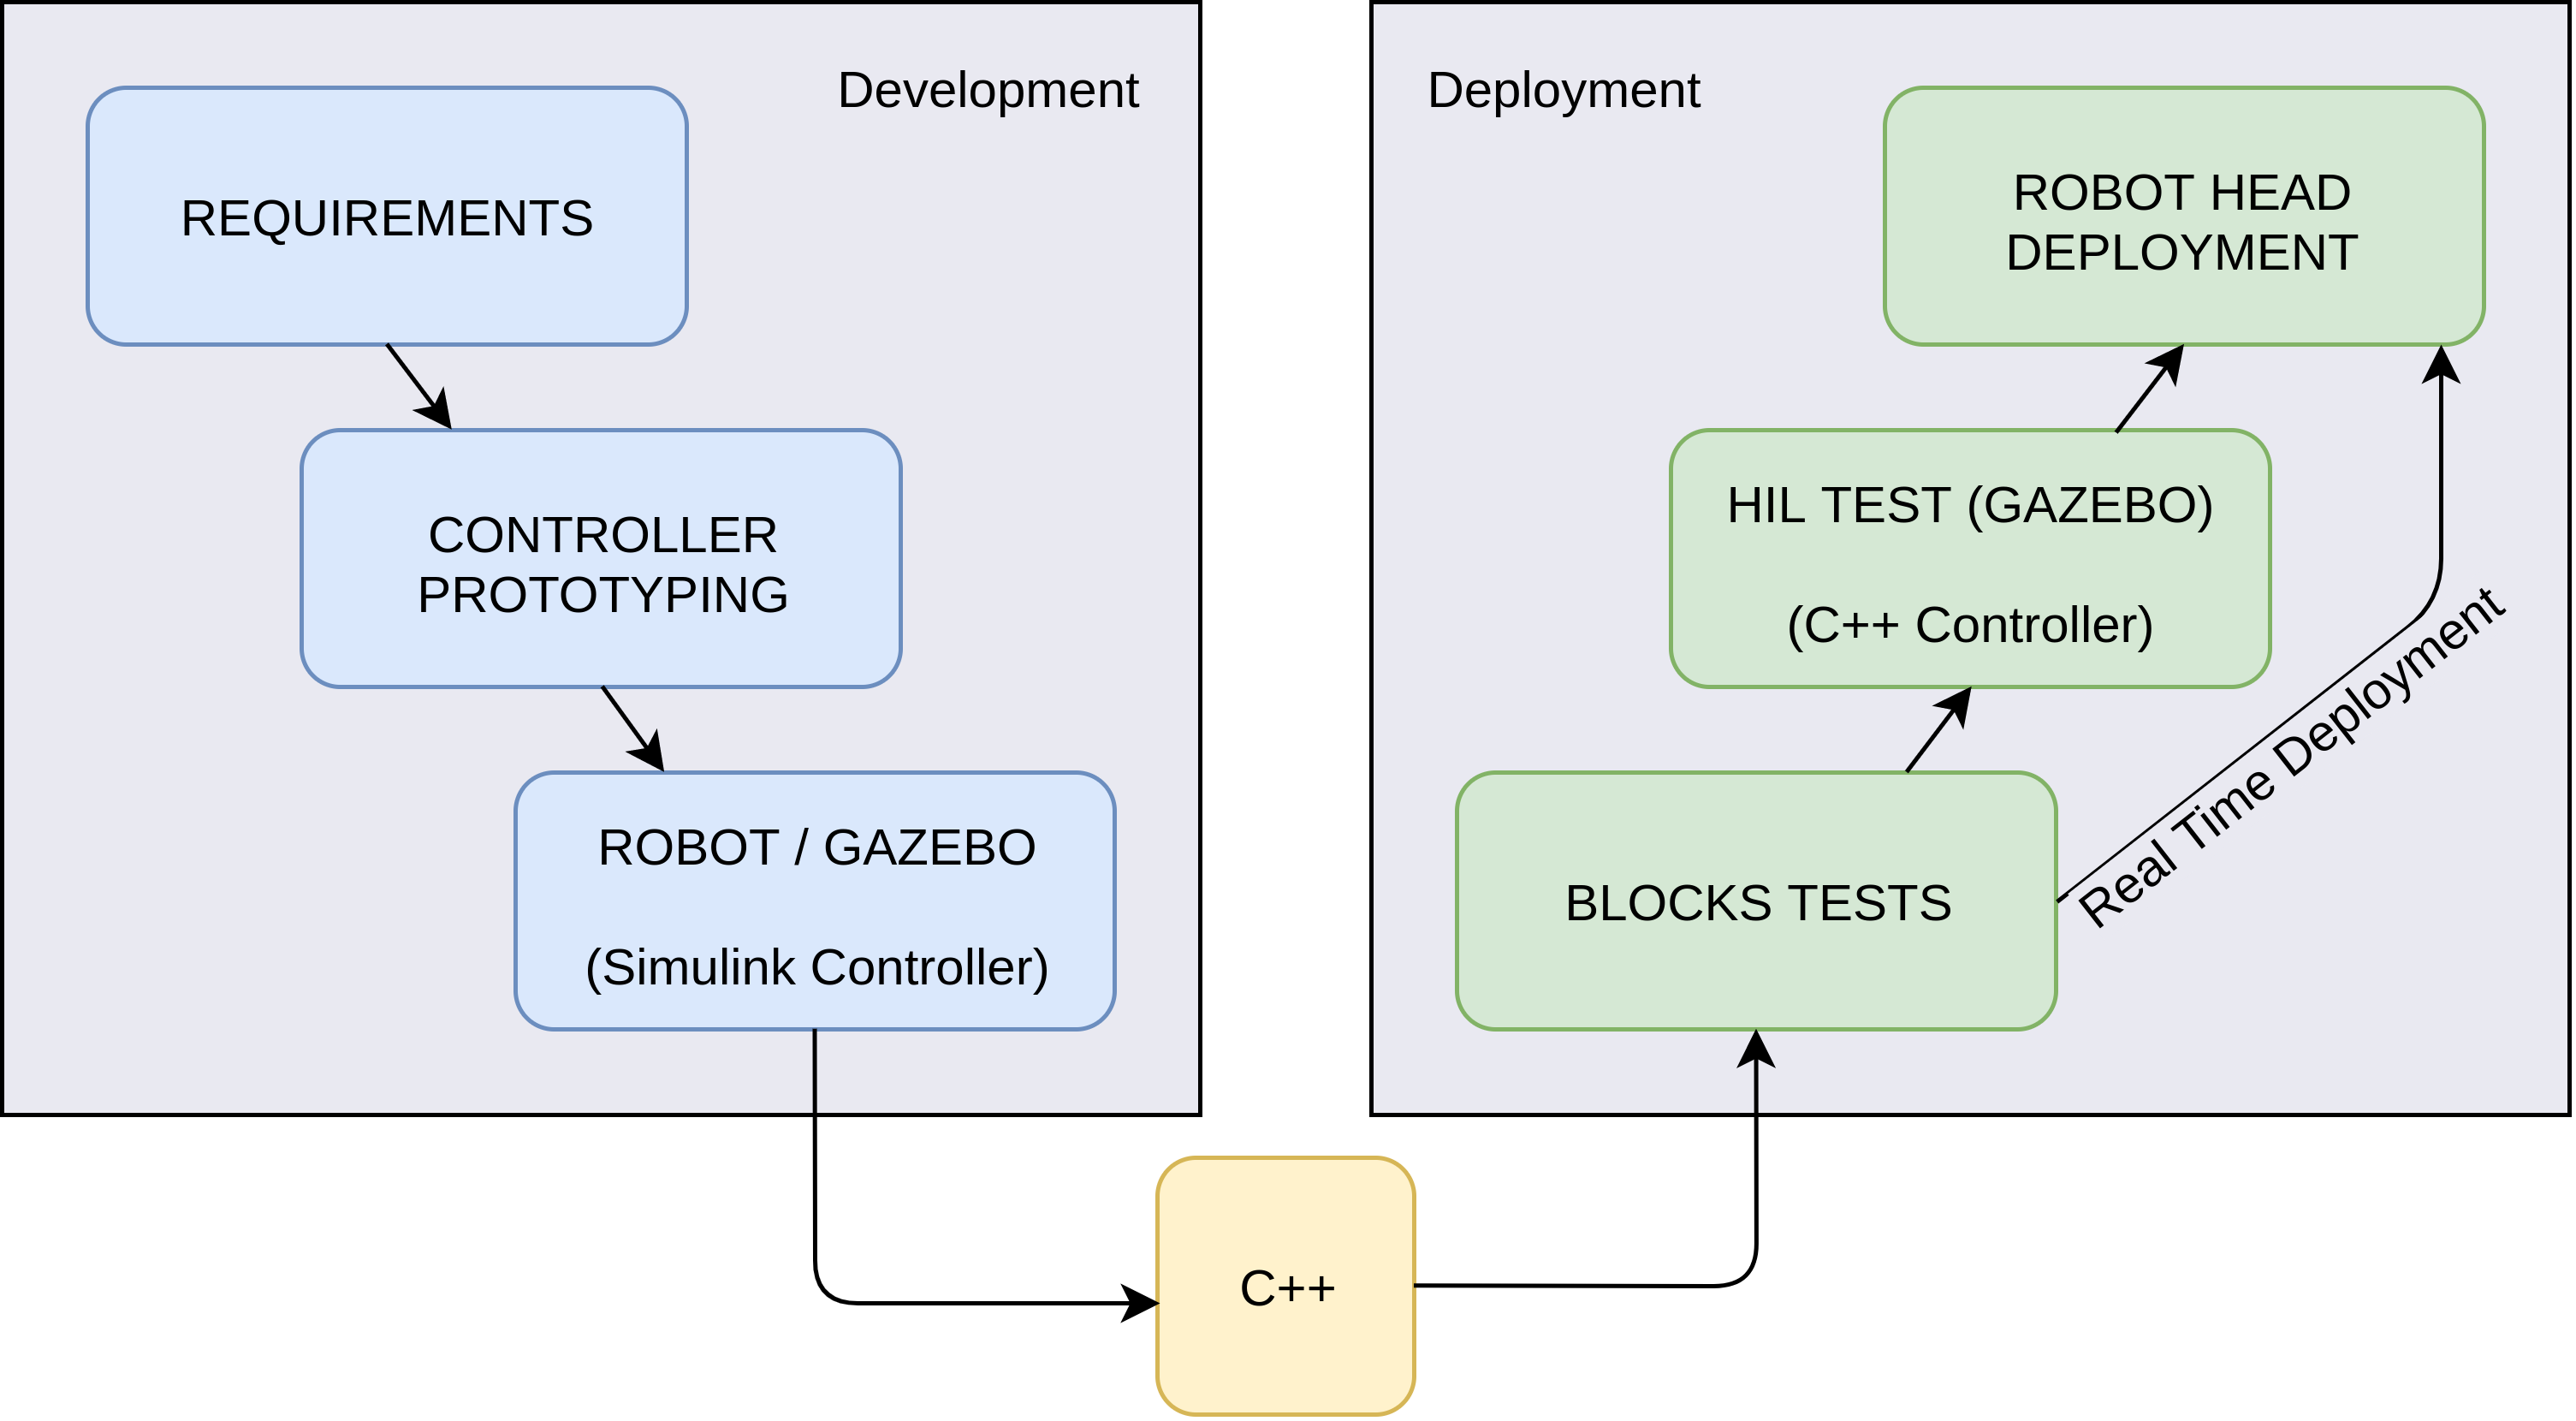 Development
REQUIREMENTS
CONTROLLER
PROTOTYPING
ROBOT / GAZEBO
(Simulink Controller)
C++
Deployment
ROBOT HEAD
DEPLOYMENT
HIL TEST (GAZEBO)
(C++ Controller)
BLOCKS TESTS
Real Time Deployment